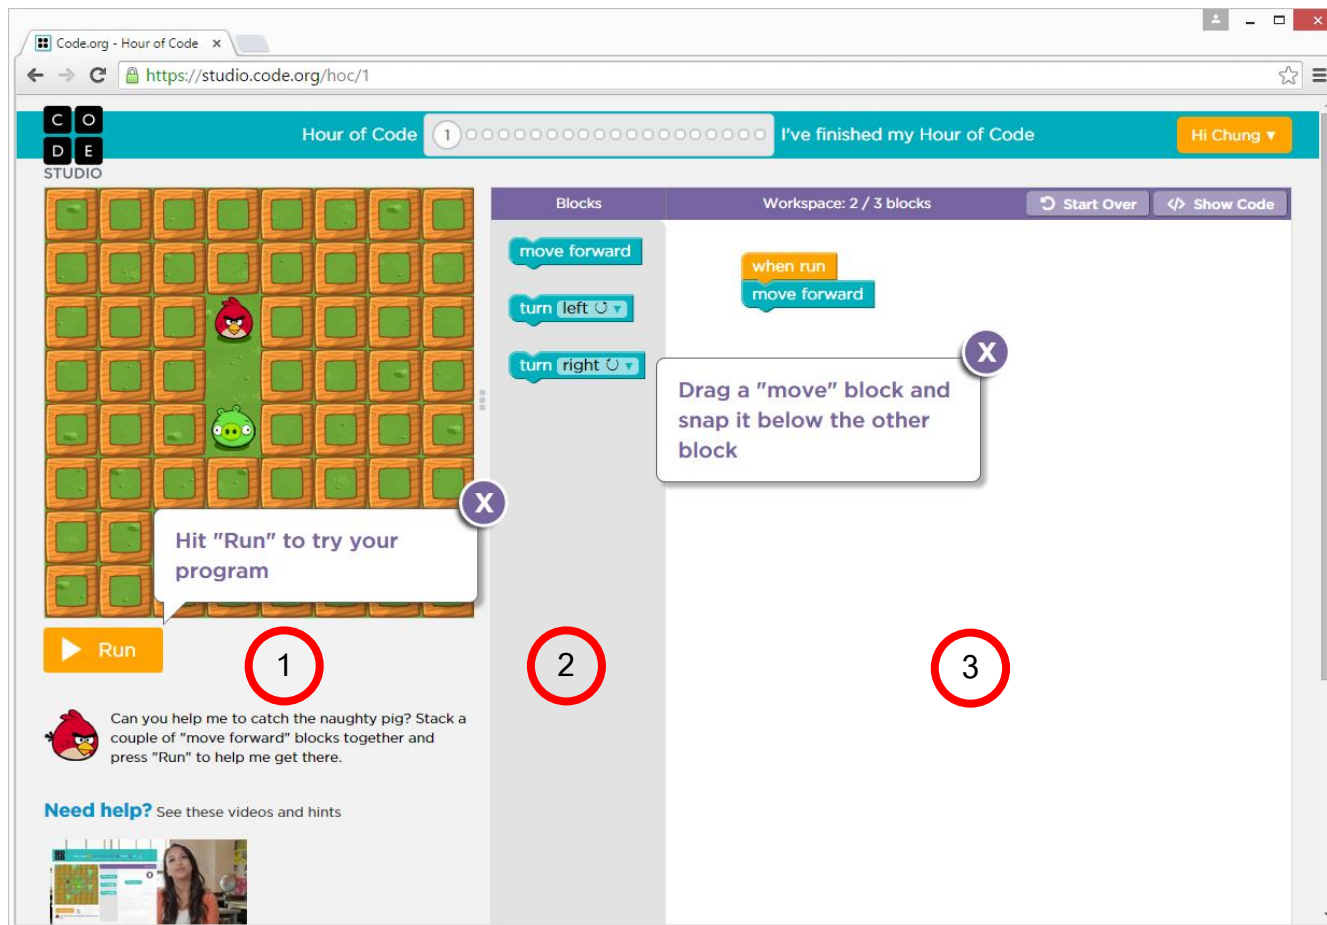 Code.org - Hour of Code
https://studio.code.org/hoc/1
C O
D E
STUDIO
Hour of Code
1
I've finished my Hour of Code
Hi Chung
Blocks
Workspace: 2 / 3 blocks
Start Over
</> Show Code
move forward
turn left
turn right
when run
move forward
Drag a "move" block and
snap it below the other
block
X
Hit "Run" to try your
program
X
Run
1
2
3
Can you help me to catch the naughty pig? Stack a
couple of "move forward" blocks together and
press "Run" to help me get there.
Need help? See these videos and hints